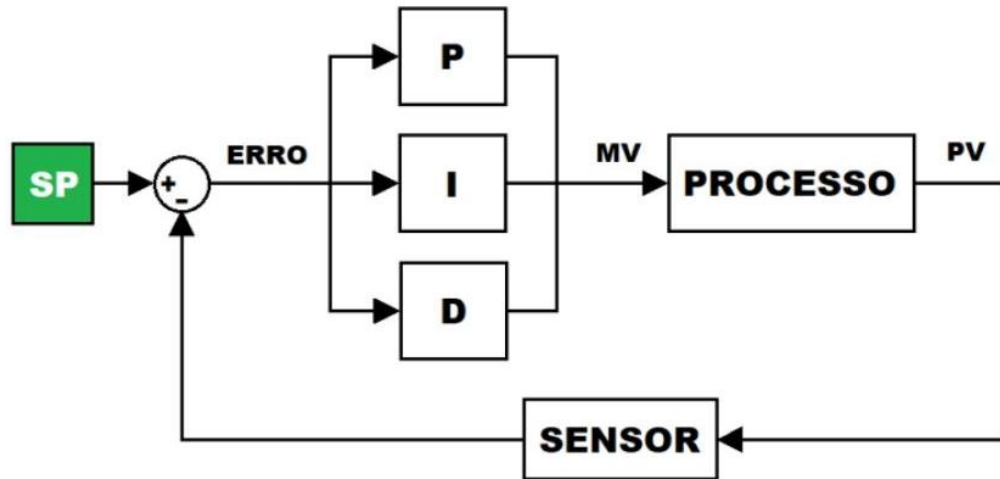 P
ERRO
MV
PV
SP
+
-
I
PROCESSO
D
SENSOR